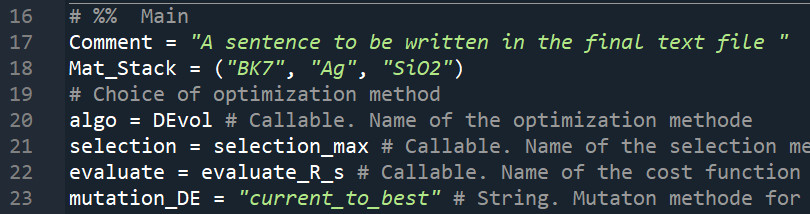 16 # %%  Main
17 Comment = "A sentence to be written in the final text file "
18 Mat_Stack = ("BK7", "Ag", "SiO2")
19 # Choice of optimization method
20 algo = DEvol # Callable. Name of the optimization methode
21 selection = selection_max # Callable. Name of the selection me
22 evaluate = evaluate_R_s # Callable. Name of the cost function
23 mutation_DE = "current_to_best" # String. Mutaton methode for